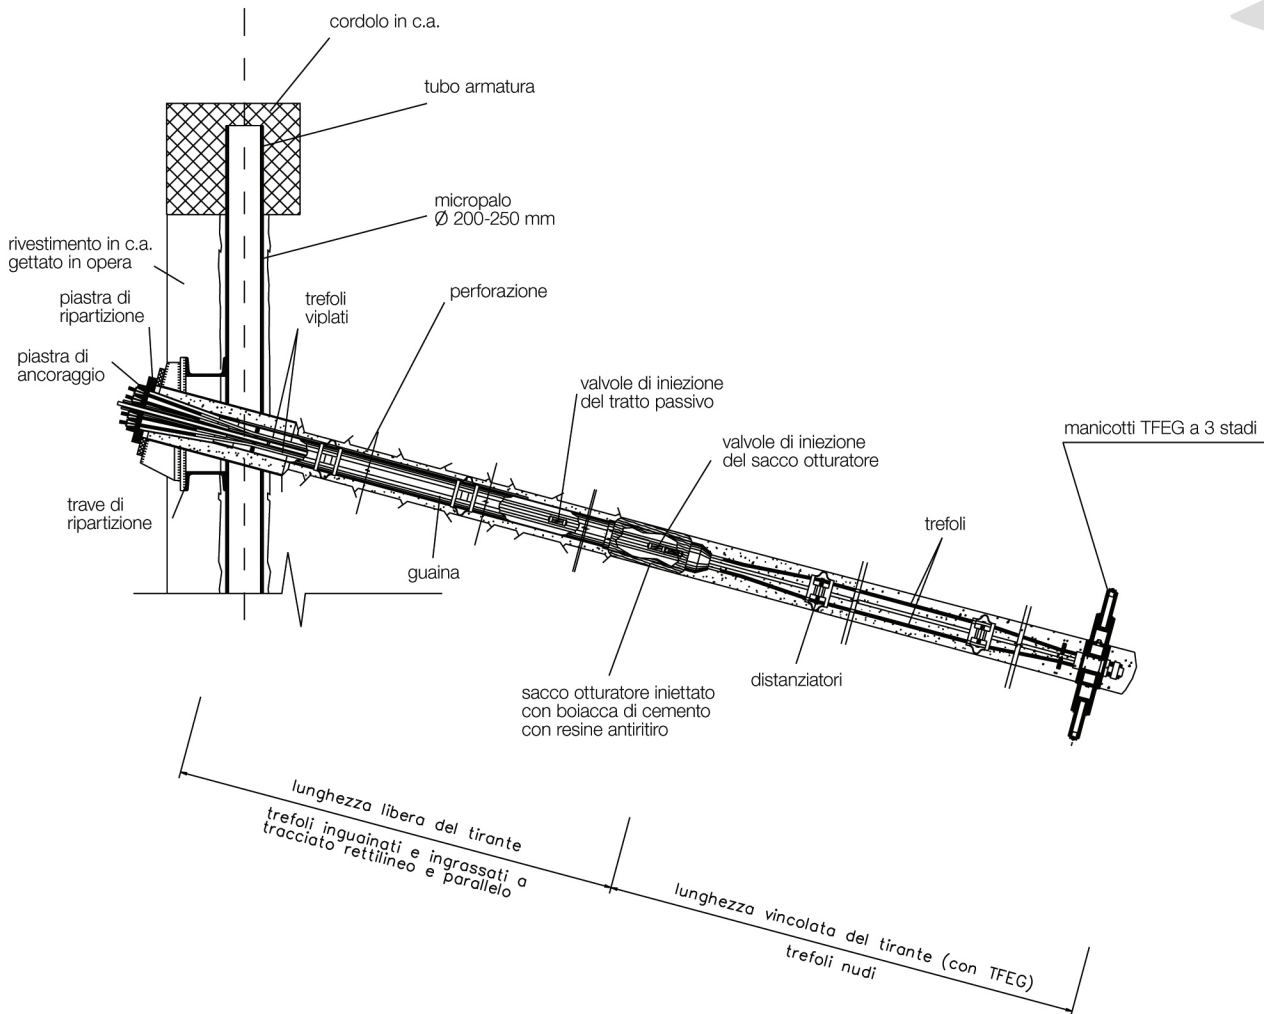 cordolo in c.a.
tubo armatura
micropalo
Ø 200-250 mm
rivestimento in c.a.
gettato in opera
piastra di
ripartizione
trefoli
viplati
perforazione
piastra di
ancoraggio
valvole di iniezione
del tratto passivo
valvole di iniezione
del sacco otturatore
manicotti TFEG a 3 stadi
trave di
ripartizione
trefoli
guaina
distanziatori
sacco otturatore iniettato
con boiacca di cemento
con resine antiritiro
lunghezza libera del tirante
trefoli inguainati e ingrassati a
tracciato rettilineo e parallelo
lunghezza vincolata del tirante (con TFEG)
trefoli nudi